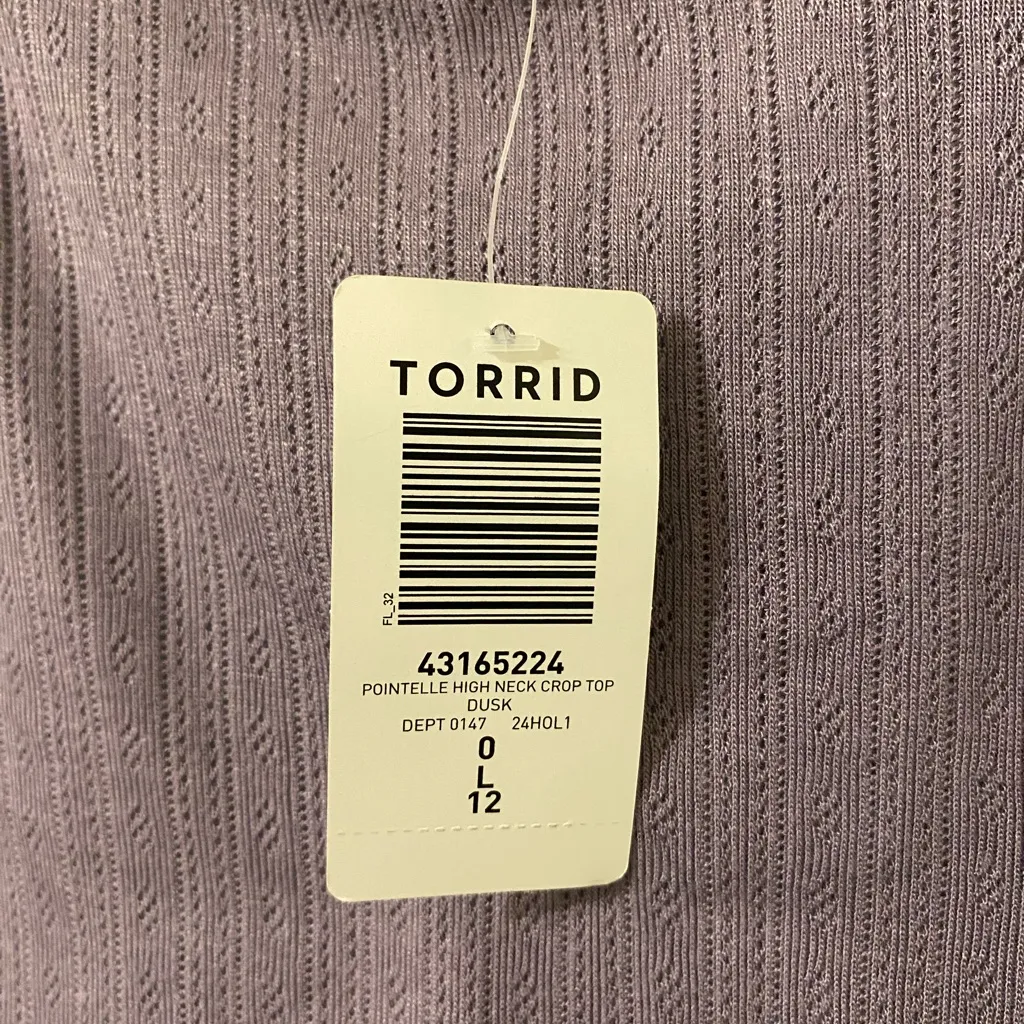 TORRID
FL_32
43165224
POINTELLE HIGH NECK CROP TOP
DUSK
DEPT 0147 24HOL1
0
L
12